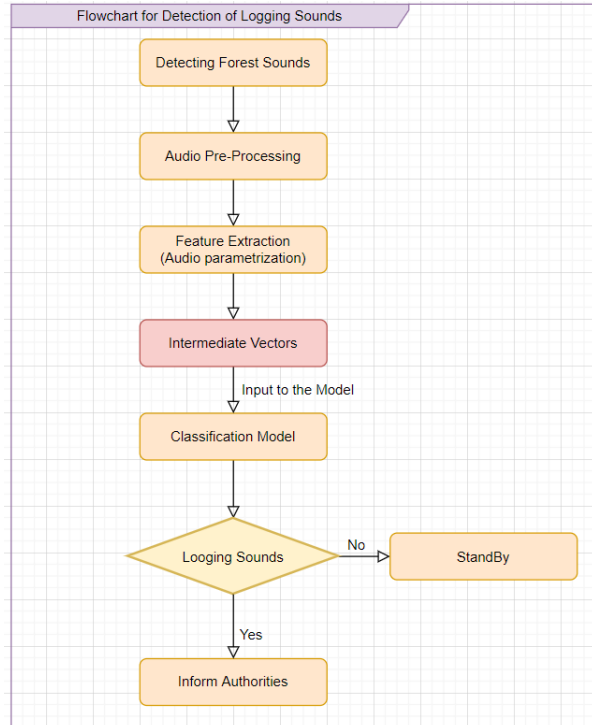 Flowchart for Detection of Logging Sounds
Detecting Forest Sounds
Audio Pre-Processing
Feature Extraction
(Audio parametrization)
Intermediate Vectors
Input to the Model
Classification Model
Looging Sounds
No
StandBy
Yes
Inform Authorities